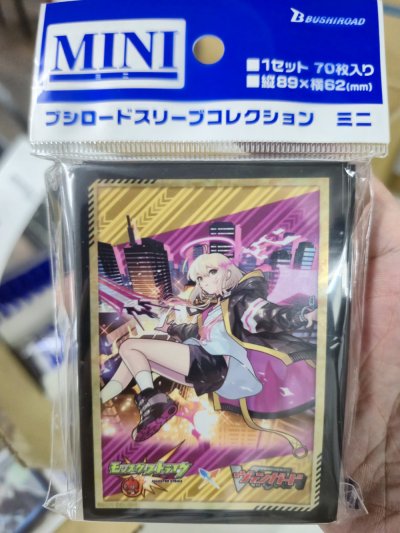 BUSHIROAD
MINI
ミニ
■1セット 70枚入り
■縦89×横62(mm)
ブシロードスリーブコレクション ミニ
モンスターストライク
ヴァンガード